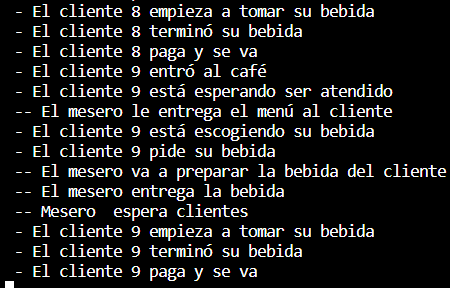 - El cliente 8 empieza a tomar su bebida
- El cliente 8 terminó su bebida
- El cliente 8 paga y se va
- El cliente 9 entró al café
- El cliente 9 está esperando ser atendido
-- El mesero le entrega el menú al cliente
- El cliente 9 está escogiendo su bebida
- El cliente 9 pide su bebida
-- El mesero va a preparar la bebida del cliente
-- El mesero entrega la bebida
-- Mesero  espera clientes
- El cliente 9 empieza a tomar su bebida
- El cliente 9 terminó su bebida
- El cliente 9 paga y se va